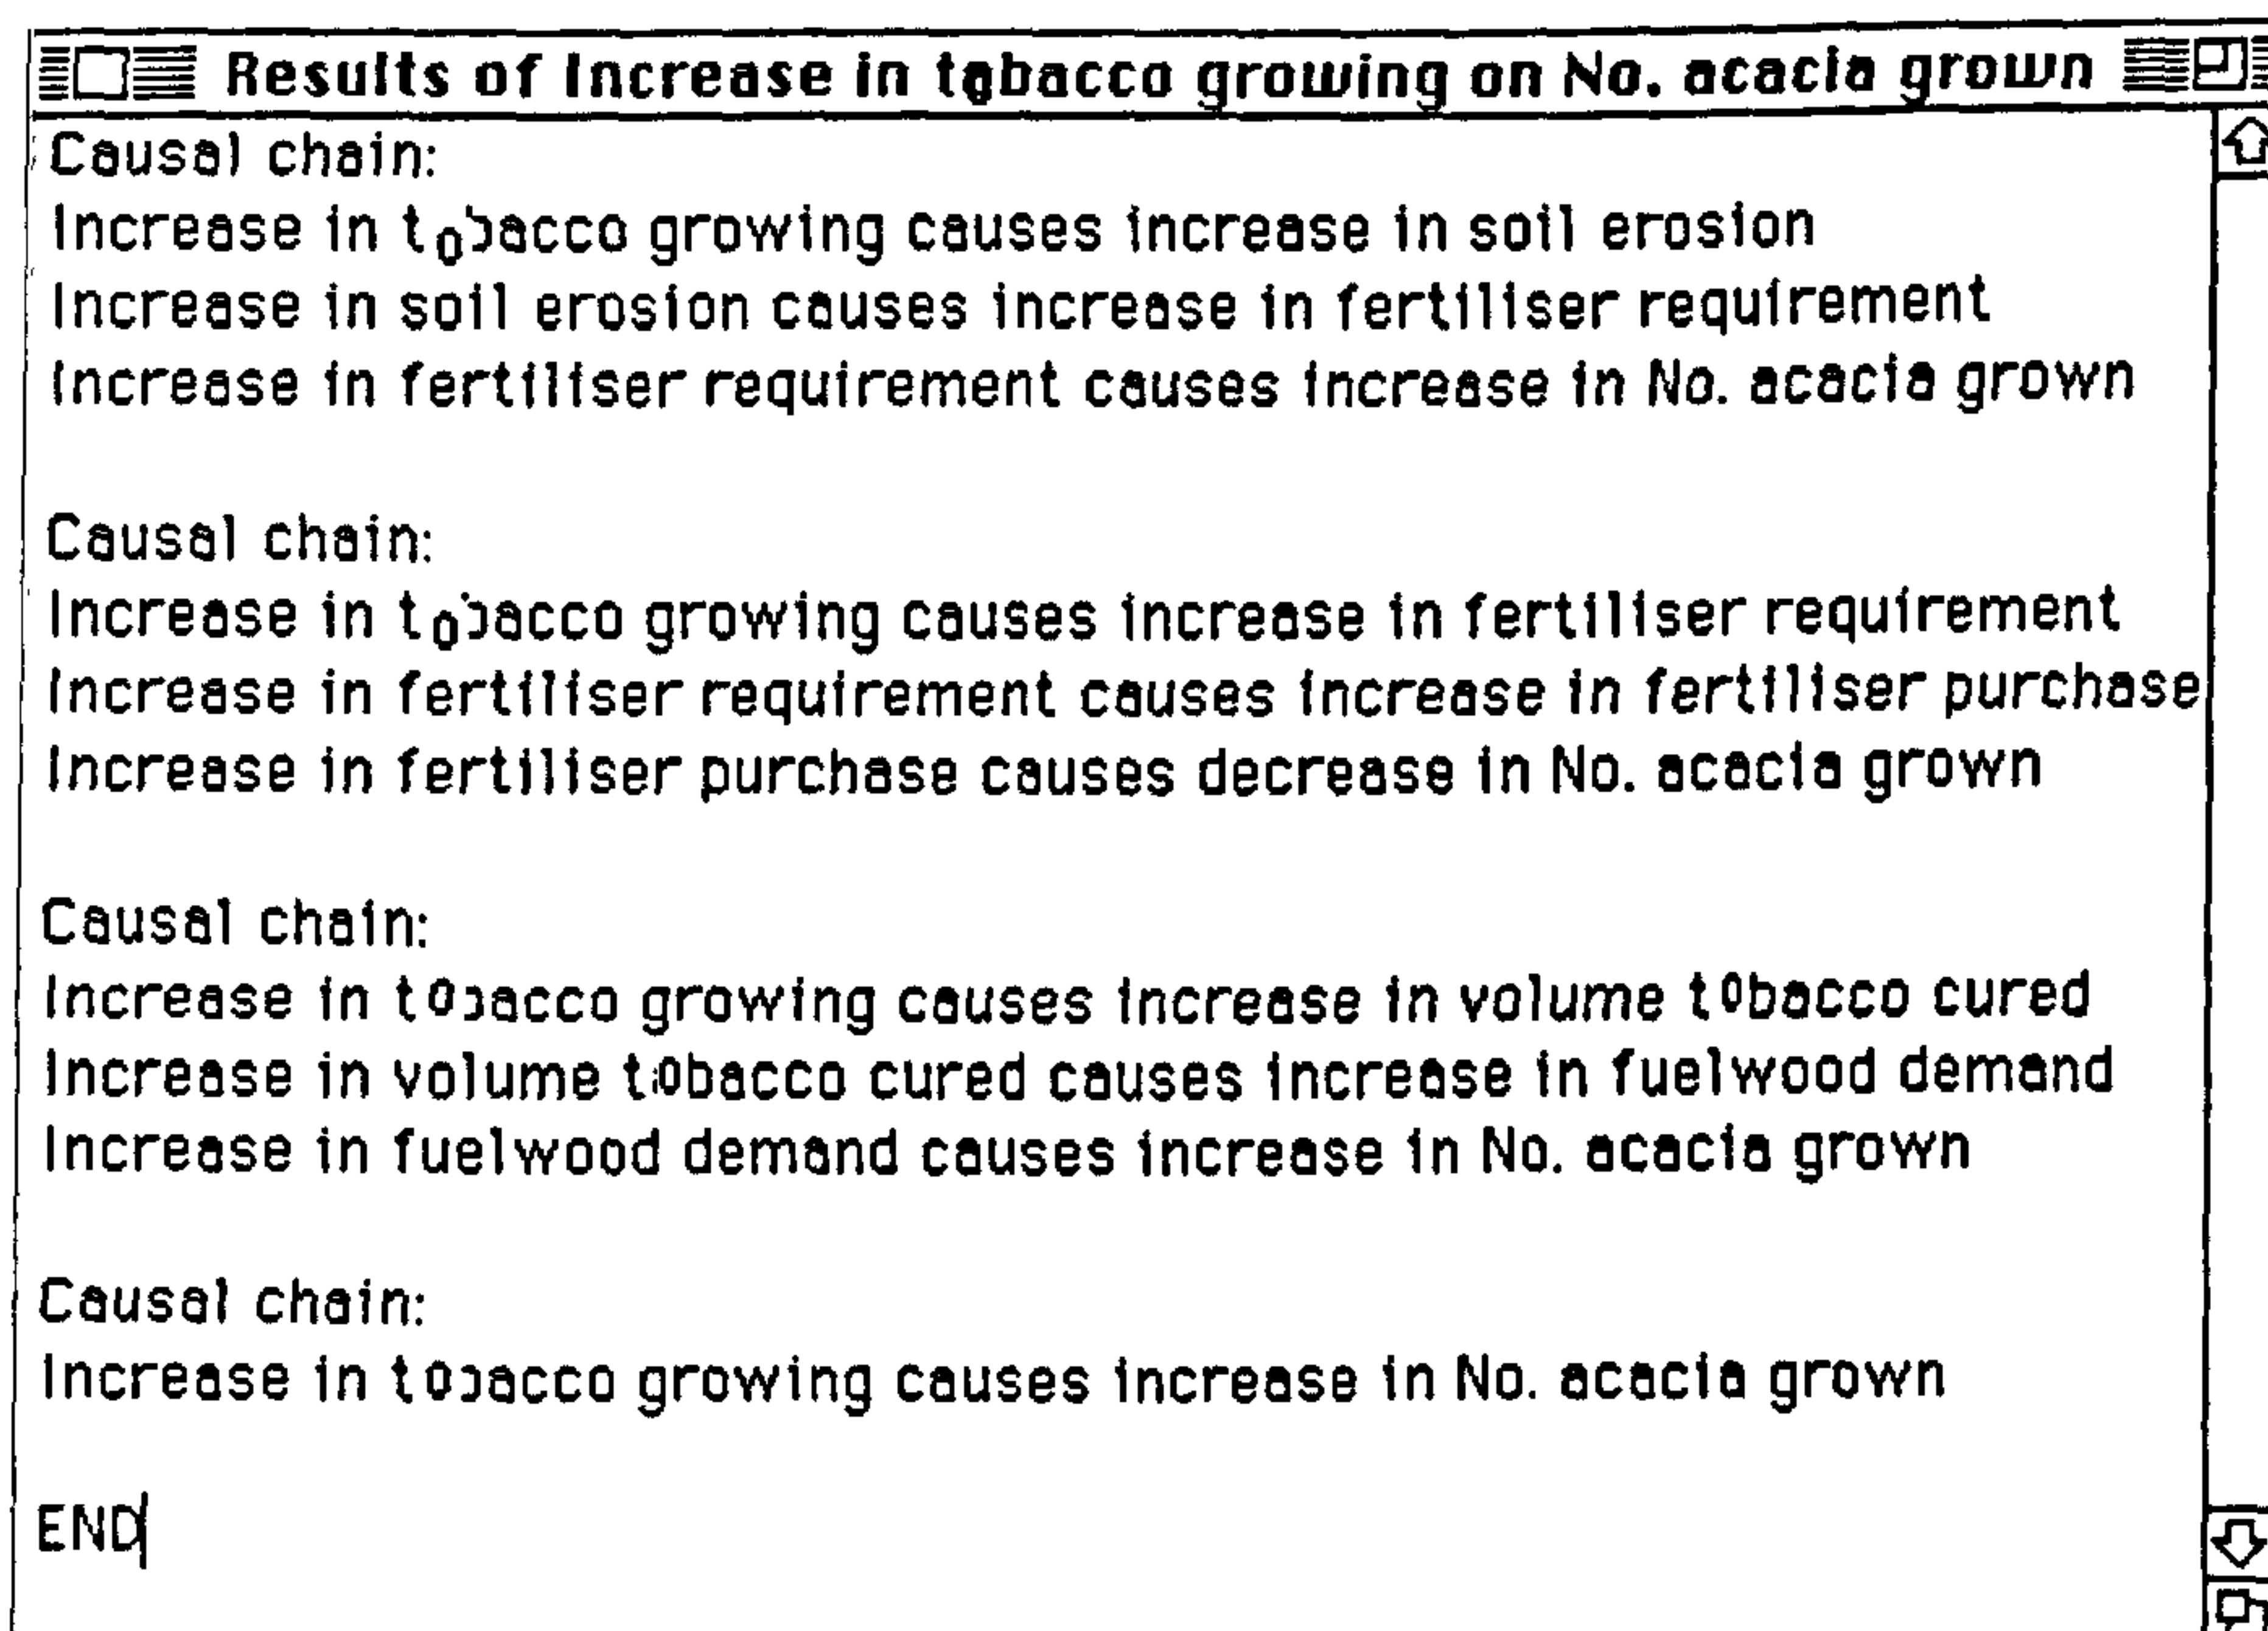 Results of Increase in tobacco growing on No. acacia grown
Causal chain:
Increase in tobacco growing causes increase in soil erosion
Increase in soil erosion causes increase in fertiliser requirement
Increase in fertiliser requirement causes increase in No. acacia grown
Causal chain:
Increase in tobacco growing causes increase in fertiliser requirement
Increase in fertiliser requirement causes increase in fertiliser purchase
Increase in fertiliser purchase causes decrease in No. acacia grown
Causal chain:
Increase in tobacco growing causes increase in volume tobacco cured
Increase in volume tobacco cured causes increase in fuelwood demand
Increase in fuelwood demand causes increase in No. acacia grown
Causal chain:
Increase in tobacco growing causes increase in No. acacia grown
END